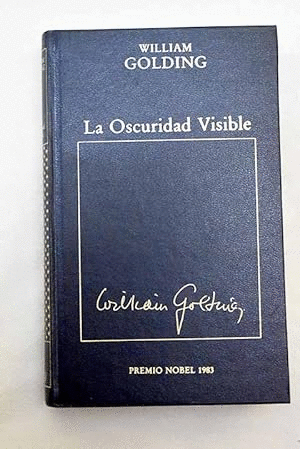 WILLIAM
GOLDING
La Oscuridad Visible
William Golding
PREMIO NOBEL 1983